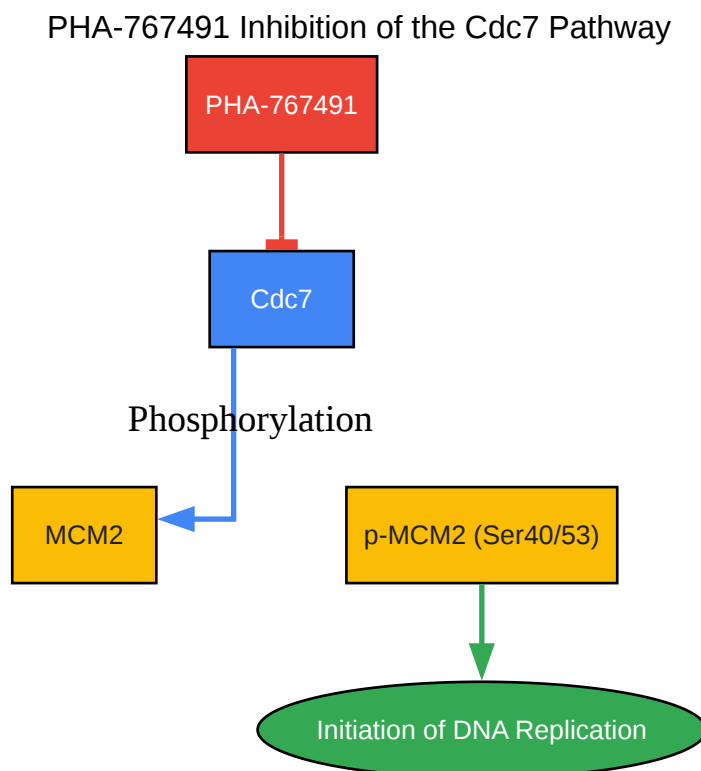 PHA-767491 Inhibition of the Cdc7 Pathway
PHA-767491
Cdc7
Phosphorylation
MCM2
p-MCM2 (Ser40/53)
Initiation of DNA Replication